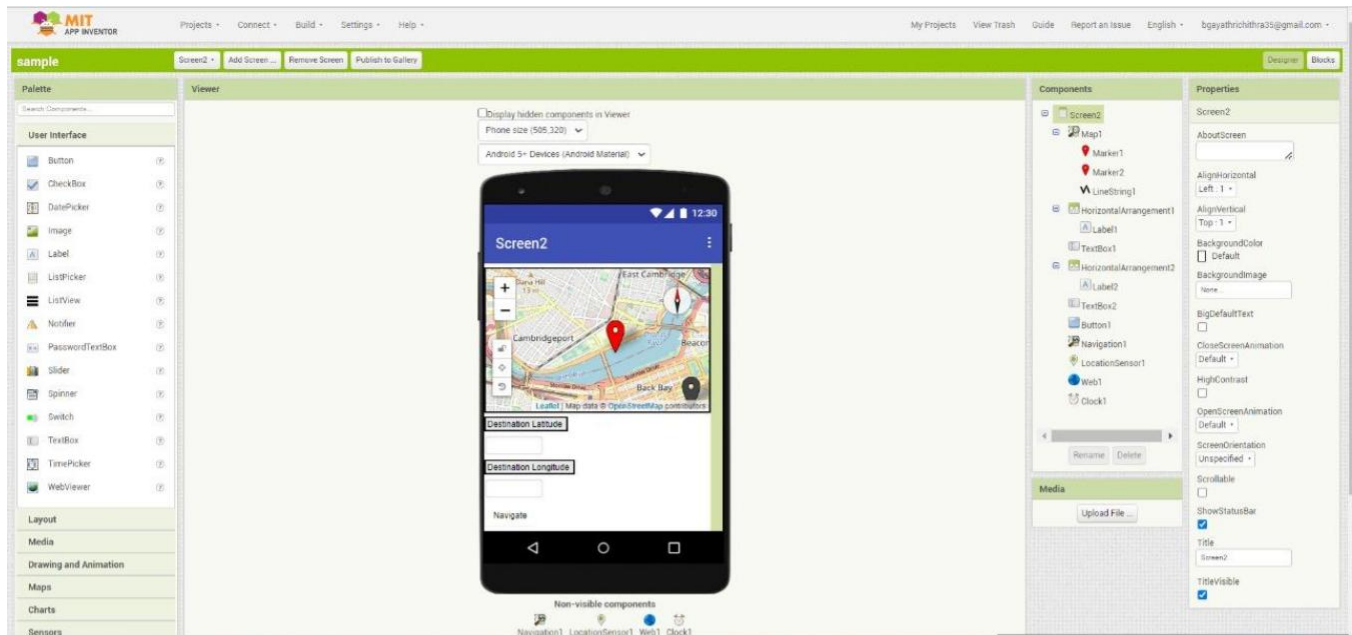 MIT
APP INVENTOR
Projects Connect Build Settings Help
My Projects View Trash Guide Report an Issue English bgayathrichithra35@gmail.com
sample
Screen2 Add Screen ... Remove Screen Publish to Gallery
Designer Blocks
Palette
Search Components...
User Interface
Button
CheckBox
DatePicker
Image
Label
ListPicker
ListView
Notifier
PasswordTextBox
Slider
Spinner
Switch
TextBox
TimePicker
WebViewer
Layout
Media
Drawing and Animation
Maps
Charts
Sensors
Viewer
Display hidden components in Viewer
Phone size (505,320)
Android 5+ Devices (Android Material)
12:30
Screen2
East Cambridge
Dana Hill
13 m
+
−
Cambridgeport
Beacon
Back Bay
Leaflet | Map data © OpenStreetMap contributors
Destination Latitude
Destination Longitude
Navigate
Non-visible components
Navigation1 LocationSensor1 Web1 Clock1
Components
Screen2
Map1
Marker1
Marker2
LineString1
HorizontalArrangement1
Label1
TextBox1
HorizontalArrangement2
Label2
TextBox2
Button1
Navigation1
LocationSensor1
Web1
Clock1
Rename Delete
Media
Upload File ...
Properties
Screen2
AboutScreen
AlignHorizontal
Left : 1
AlignVertical
Top : 1
BackgroundColor
Default
BackgroundImage
None...
BigDefaultText
CloseScreenAnimation
Default
HighContrast
OpenScreenAnimation
Default
ScreenOrientation
Unspecified
Scrollable
ShowStatusBar
Title
Screen2
TitleVisible